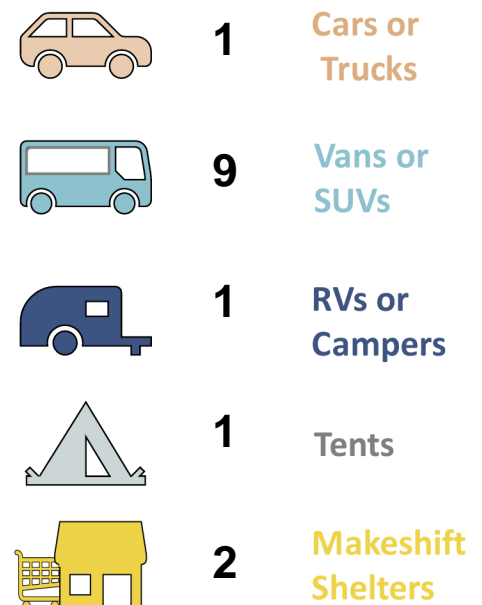 1 Cars or
Trucks
9 Vans or
SUVs
1 RVs or
Campers
1 Tents
2 Makeshift
Shelters